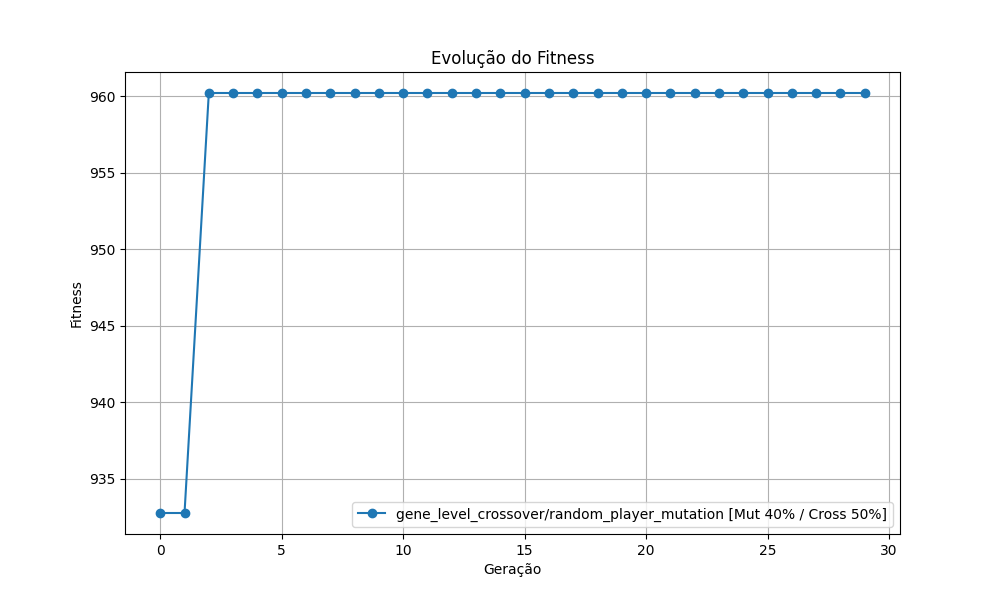 Evolução do Fitness
Fitness
960
955
950
945
940
935
gene_level_crossover/random_player_mutation [Mut 40% / Cross 50%]
0 5 10 15 20 25 30
Geração